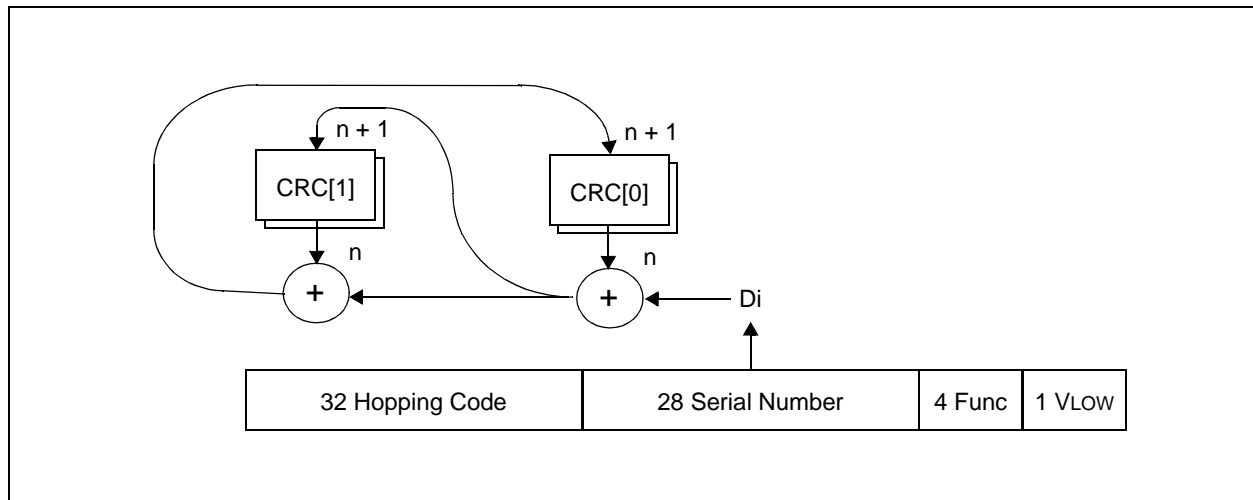 n + 1
n + 1
CRC[1]
CRC[0]
n
n
+
+
Di
32 Hopping Code
28 Serial Number
4 Func
1 VLOW